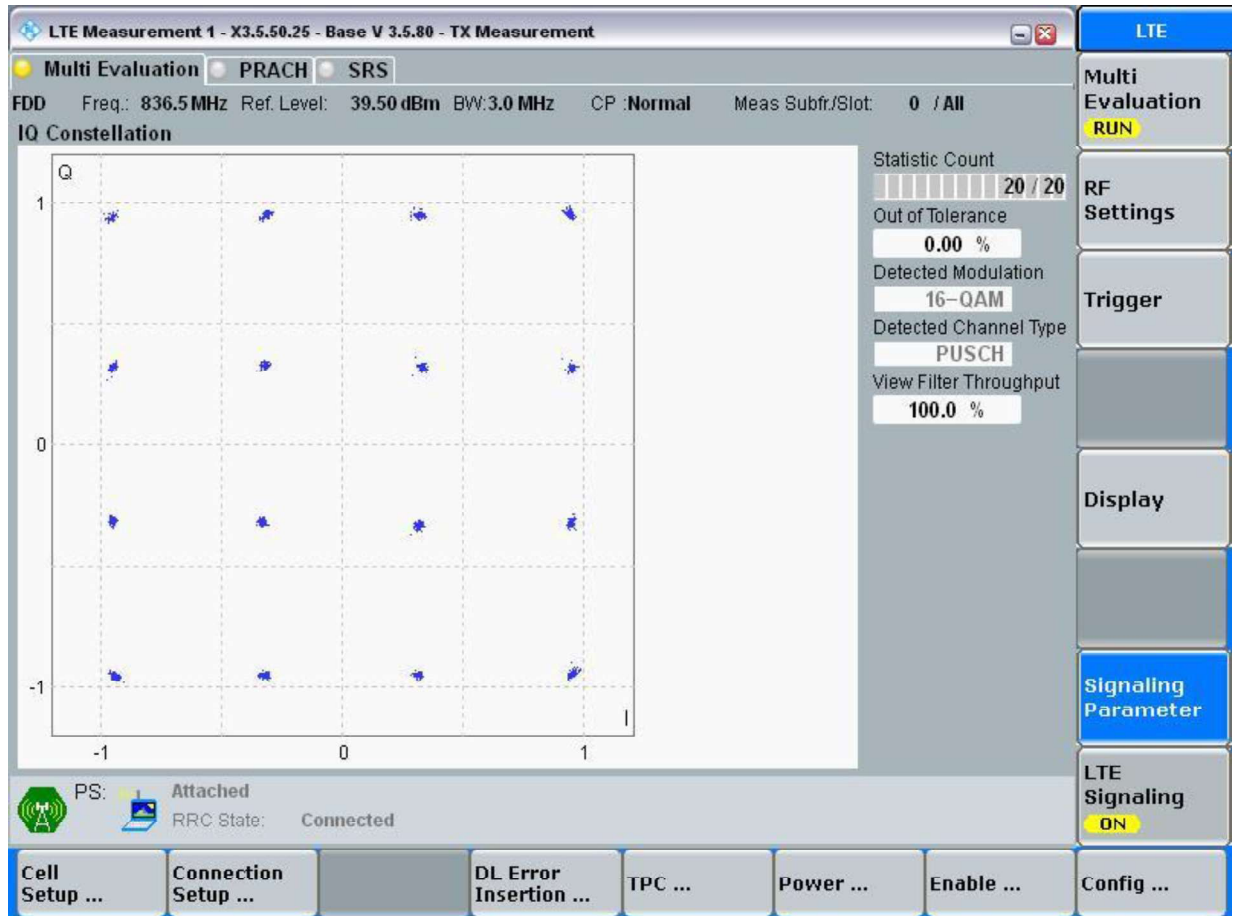 LTE Measurement 1 - X3.5.50.25 - Base V 3.5.80 - TX Measurement
LTE
Multi Evaluation PRACH SRS
FDD Freq.: 836.5 MHz Ref. Level: 39.50 dBm BW: 3.0 MHz CP :Normal Meas Subfr./Slot: 0 / All
IQ Constellation
Q
1
0
-1
-1 0 1
I
Statistic Count
20 / 20
Out of Tolerance
0.00 %
Detected Modulation
16-QAM
Detected Channel Type
PUSCH
View Filter Throughput
100.0 %
Multi
Evaluation
RUN
RF
Settings
Trigger
Display
Signaling
Parameter
LTE
Signaling
ON
PS: Attached
RRC State: Connected
Cell
Setup ...
Connection
Setup ...
DL Error
Insertion ...
TPC ...
Power ...
Enable ...
Config ...